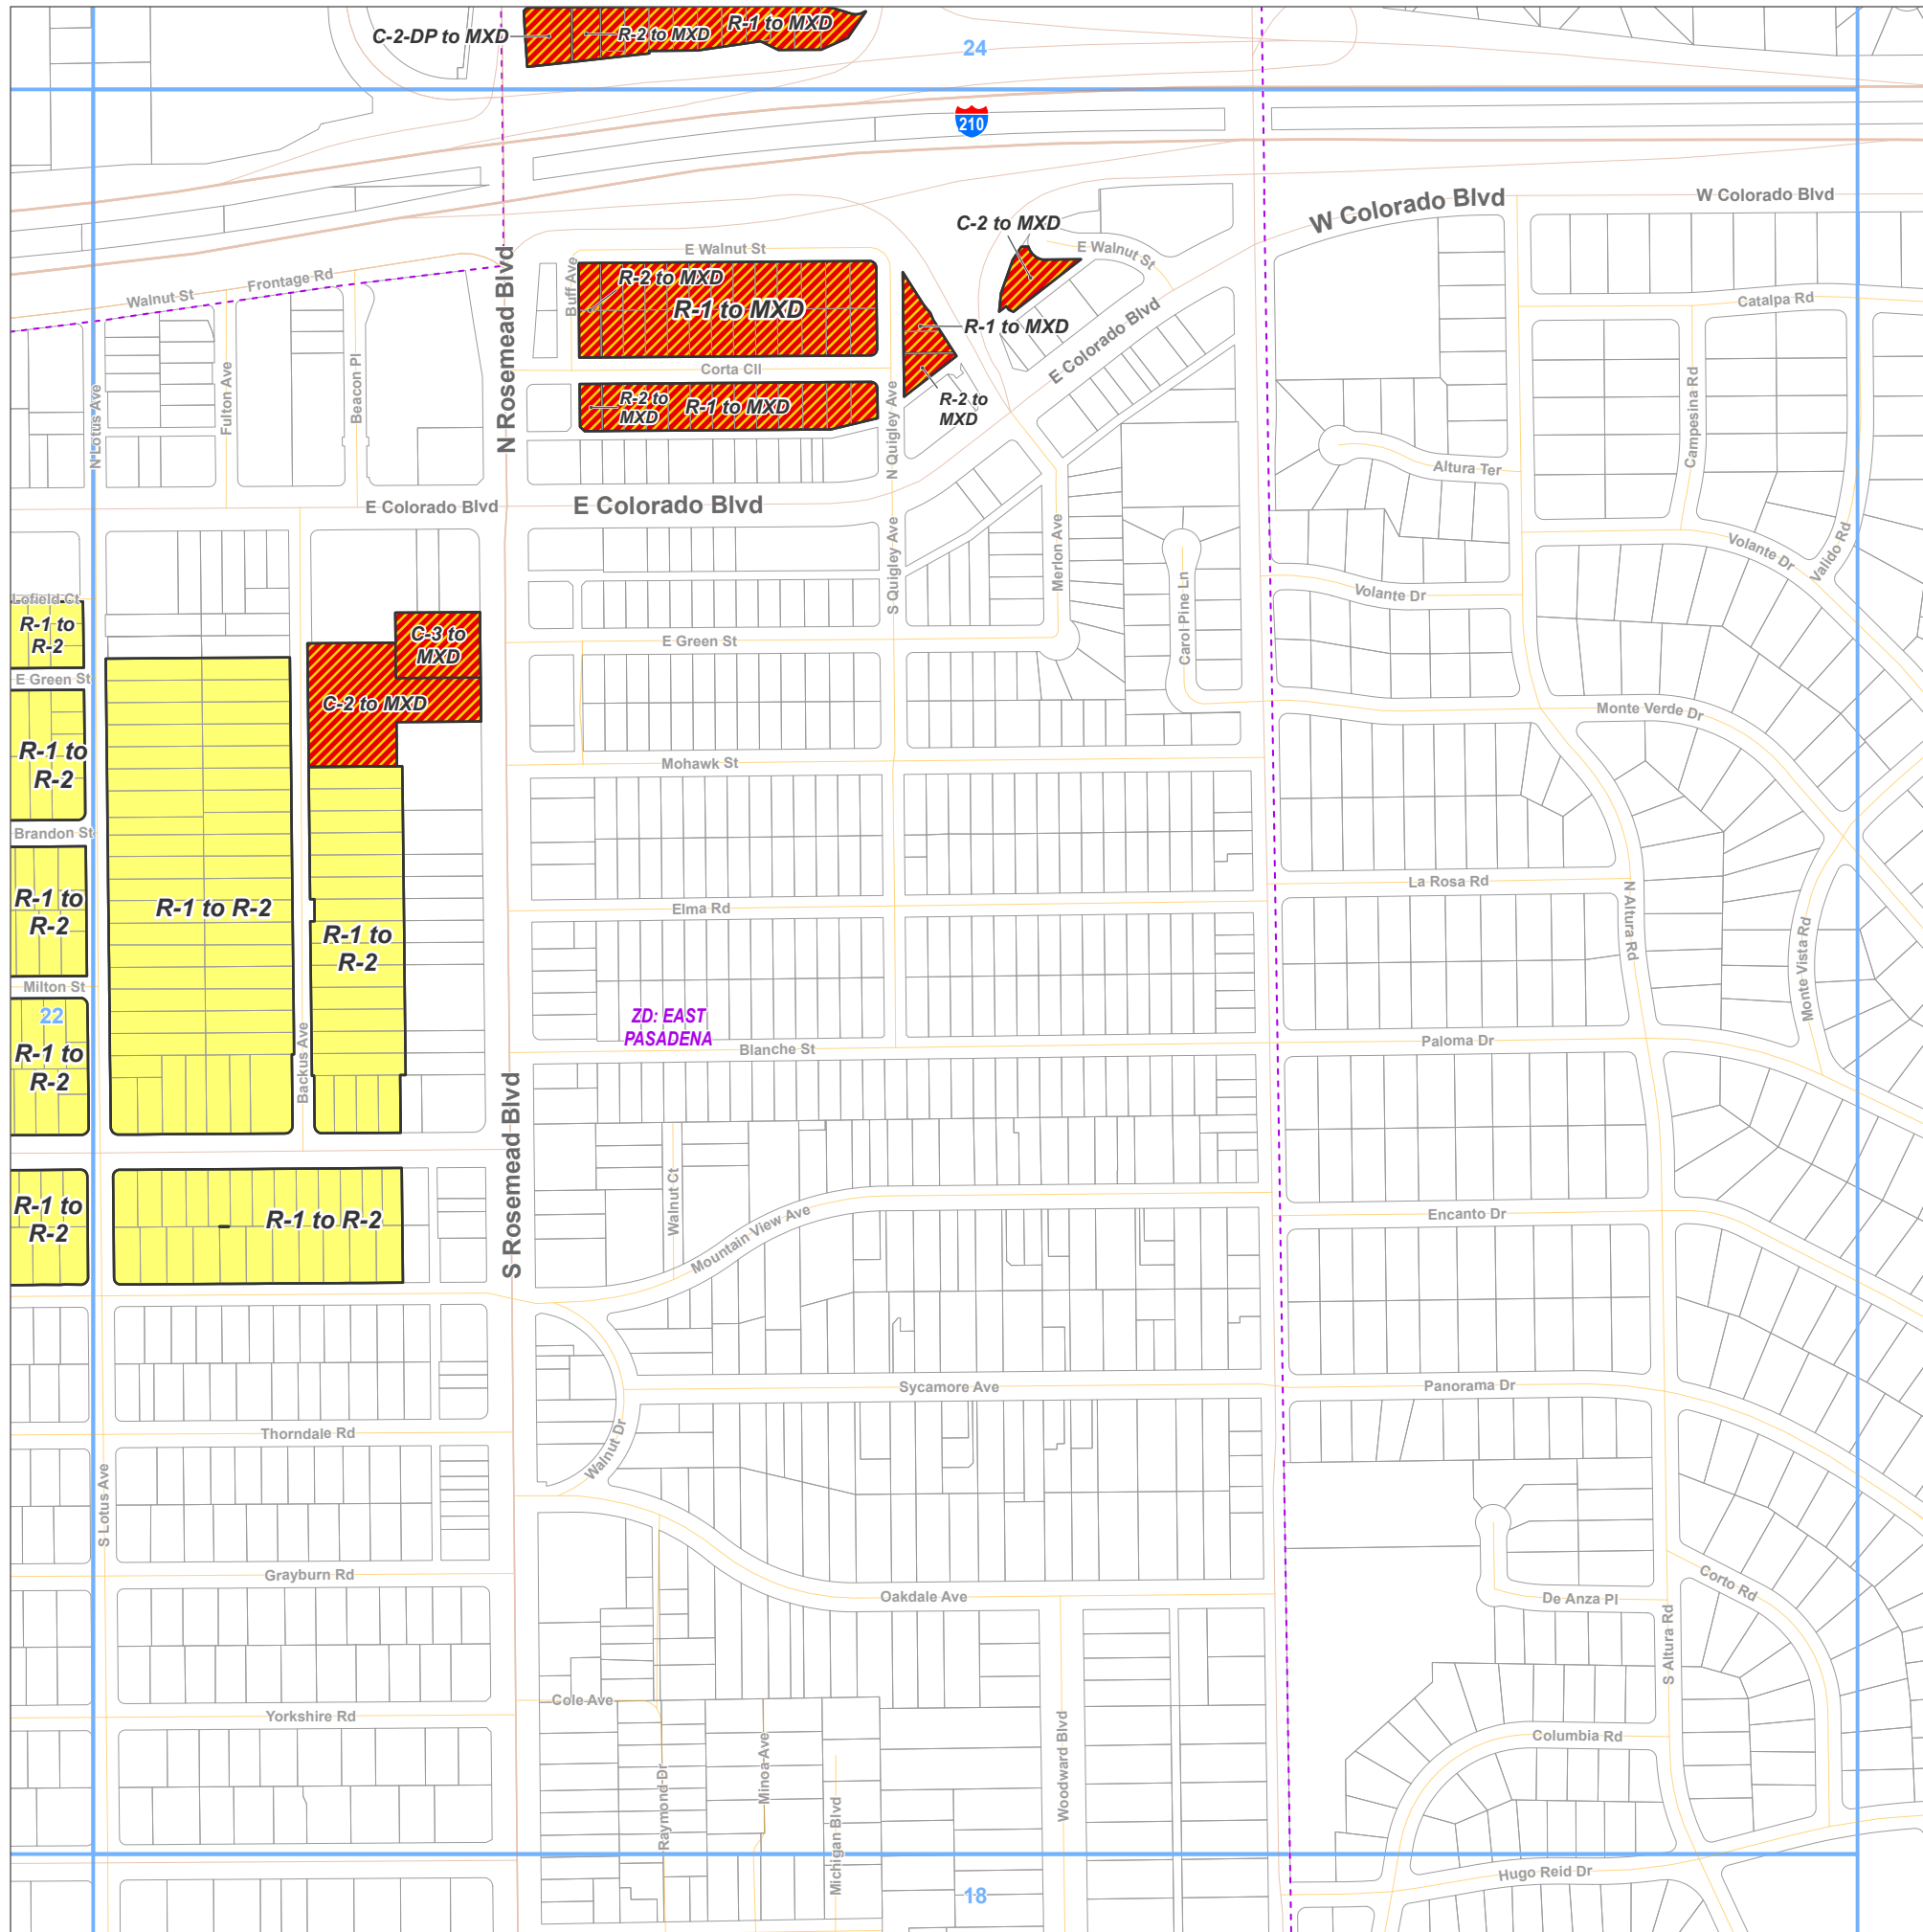 C-2-DP to MXD
R-2 to MXD
R-1 to MXD
24
210
W Colorado Blvd
W Colorado Blvd
C-2 to MXD
E Walnut St
E Walnut St
Frontage Rd
Walnut St
Buff Ave
N Rosemead Blvd
R-2 to MXD
R-1 to MXD
Catalpa Rd
R-1 to MXD
E Colorado Blvd
Corta Cll
R-2 to
MXD
R-1 to MXD
R-2 to
MXD
N Lotus Ave
Fulton Ave
Beacon Pl
N Quigley Ave
Campesina Rd
Altura Ter
E Colorado Blvd
E Colorado Blvd
S Quigley Ave
Merlon Ave
Carol Pine Ln
Volante Dr
Valido Rd
Volante Dr
Lofield Ct
R-1 to
R-2
C-3 to
MXD
E Green St
E Green St
C-2 to MXD
Monte Verde Dr
R-1 to
R-2
Mohawk St
Brandon St
La Rosa Rd
R-1 to
R-2
R-1 to R-2
Elma Rd
R-1 to
R-2
N Altura Rd
Monte Vista Rd
Milton St
22
ZD: EAST
PASADENA
R-1 to
R-2
Backus Ave
Blanche St
Paloma Dr
S Rosemead Blvd
Walnut Ct
R-1 to
R-2
R-1 to R-2
Mountain View Ave
Encanto Dr
Sycamore Ave
Panorama Dr
Thorndale Rd
Walnut Dr
S Lotus Ave
Grayburn Rd
Oakdale Ave
De Anza Pl
Corto Rd
S Altura Rd
Cole Ave
Yorkshire Rd
Columbia Rd
Raymond Dr
Minoa Ave
Michigan Blvd
Woodward Blvd
Hugo Reid Dr
18